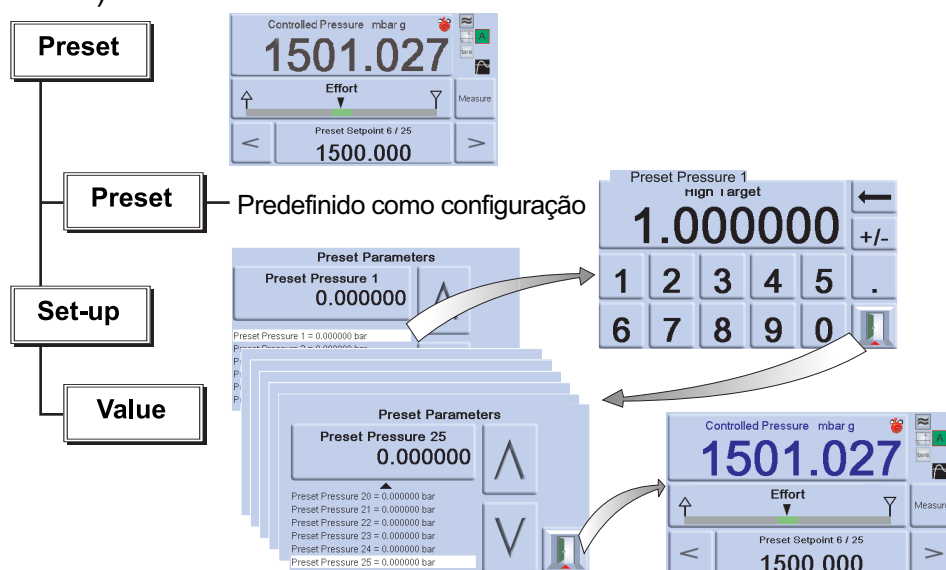 Preset
Controlled Pressure mbar g
1501.027
A
tare
Effort
Measure
Preset Setpoint 6 / 25
<
1500.000
>
Preset
Predefinido como configuração
Preset Pressure 1
High Target
1.000000
+/-
1 2 3 4 5 .
6 7 8 9 0
Preset Parameters
Preset Pressure 1
0.000000
Preset Pressure 1 = 0.000000 bar
Set-up
Value
Preset Parameters
Preset Pressure 25
0.000000
Preset Pressure 20 = 0.000000 bar
Preset Pressure 21 = 0.000000 bar
Preset Pressure 22 = 0.000000 bar
Preset Pressure 23 = 0.000000 bar
Preset Pressure 24 = 0.000000 bar
Preset Pressure 25 = 0.000000 bar
Controlled Pressure mbar g
1501.027
A
tare
Effort
Measure
Preset Setpoint 6 / 25
<
1500.000
>